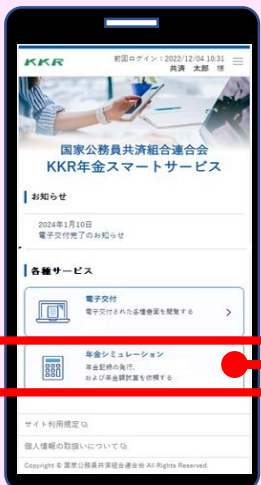 KKR
前回ログイン：2022/12/04 10:31
共済　太郎　様
国家公務員共済組合連合会
KKR年金スマートサービス
お知らせ
2024年1月10日
電子交付完了のお知らせ
各種サービス
電子交付
電子交付された各種書面を閲覧する
年金シミュレーション
年金記録の発行、
および年金額試算を依頼する
サイト利用規定
個人情報の取扱いについて
Copyright © 国家公務員共済組合連合会 All Rights Reserved.